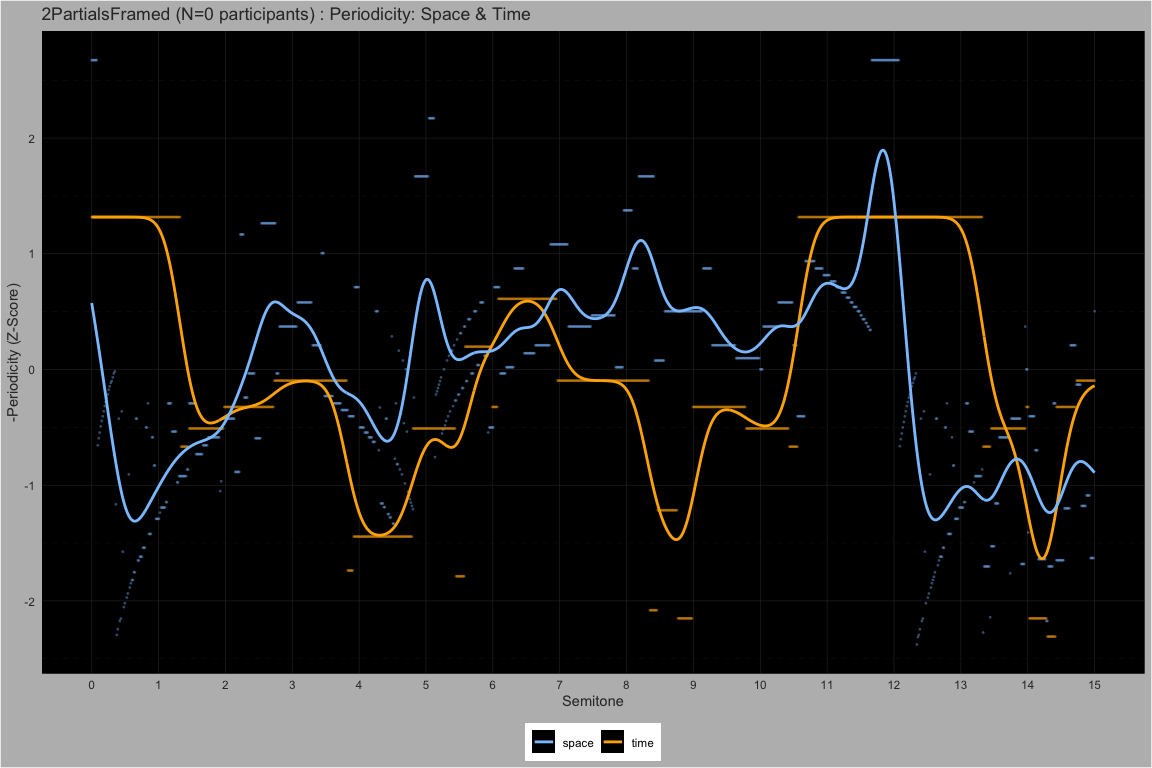 2PartialsFramed (N=0 participants) : Periodicity: Space & Time
-Periodicity (Z-Score)
2
1
0
-1
-2
0 1 2 3 4 5 6 7 8 9 10 11 12 13 14 15
Semitone
space time